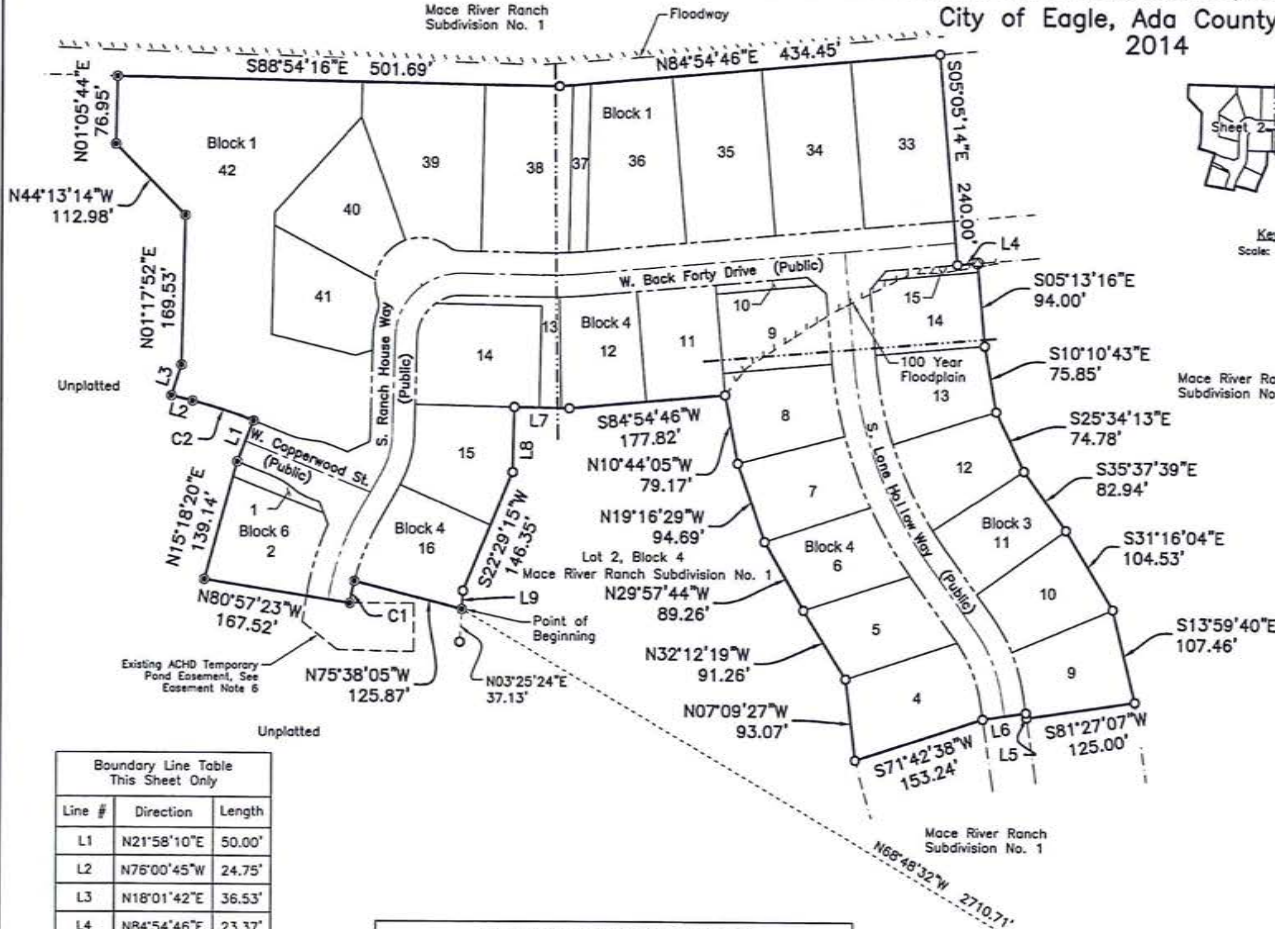 Mace River Ranch
Subdivision No. 1
Floodway
City of Eagle, Ada County
2014
S88°54'16"E 501.69'
N84°54'46"E 434.45'
N01°05'44"E
76.95'
S05°05'14"E 240.00'
Sheet 2
Block 1
42
39
38
37
Block 1
36
35
34
33
N44°13'14"W
112.98'
40
41
Scale:
L4
W. Back Forty Drive (Public)
N01°17'52"E
169.53'
S05°13'16"E
94.00'
10
15
14
9
13
Block 4
12
11
14
S. Ranch House Way
(Public)
100 Year
Floodplain
S10°10'43"E
75.85'
Unplatted
L3
L2
C2
L1
Mace River Ra
Subdivision No
13
L7
S84°54'46"W
177.82'
8
S25°34'13"E
74.78'
W. Copperwood St.
(Public)
15
L8
N10°44'05"W
79.17'
S. Lone Hollow Way
(Public)
12
S35°37'39"E
82.94'
N15°18'20"E
139.14'
1
Block 6
2
Block 4
16
S22°29'15"W
146.35'
N19°16'29"W
94.69'
7
Block 3
11
S31°16'04"E
104.53'
Lot 2, Block 4
Mace River Ranch Subdivision No. 1
Block 4
6
N29°57'44"W
89.26'
10
N80°57'23"W
167.52'
C1
L9
Point of
Beginning
5
S13°59'40"E
107.46'
Existing ACHD Temporary
Pond Easement, See
Easement Note 6
N75°38'05"W
125.87'
N03°25'24"E
37.13'
N32°12'19"W
91.26'
9
4
N07°09'27"W
93.07'
L6
L5
S81°27'07"W
125.00'
Unplatted
S71°42'38"W
153.24'
Boundary Line Table
This Sheet Only
Line # Direction Length
L1 N21°58'10"E 50.00'
L2 N76°00'45"W 24.75'
L3 N18°01'42"E 36.53'
L4 N84°54'46"E 23.37'
Mace River Ranch
Subdivision No. 1
N68°48'32"W 2710.71'